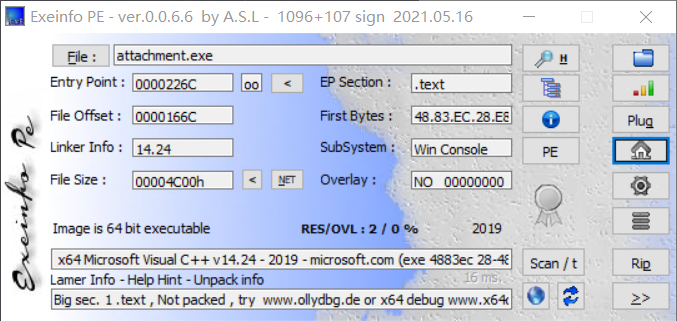 Exeinfo PE - ver.0.0.6.6 by A.S.L - 1096+107 sign 2021.05.16
File : attachment.exe H
Entry Point : 0000226C oo < EP Section : .text
File Offset : 0000166C First Bytes : 48.83.EC.28.E8 Plug
Linker Info : 14.24 SubSystem : Win Console PE
File Size : 00004C00h < NET Overlay : NO 00000000
Exeinfo Pe
Image is 64 bit executable RES/OVL : 2 / 0 % 2019
x64 Microsoft Visual C++ v14.24 - 2019 - microsoft.com (exe 4883ec 28-48 Scan / t Rip
Lamer Info - Help Hint - Unpack info 16 ms.
Big sec. 1 .text , Not packed , try www.ollydbg.de or x64 debug www.x64 >>